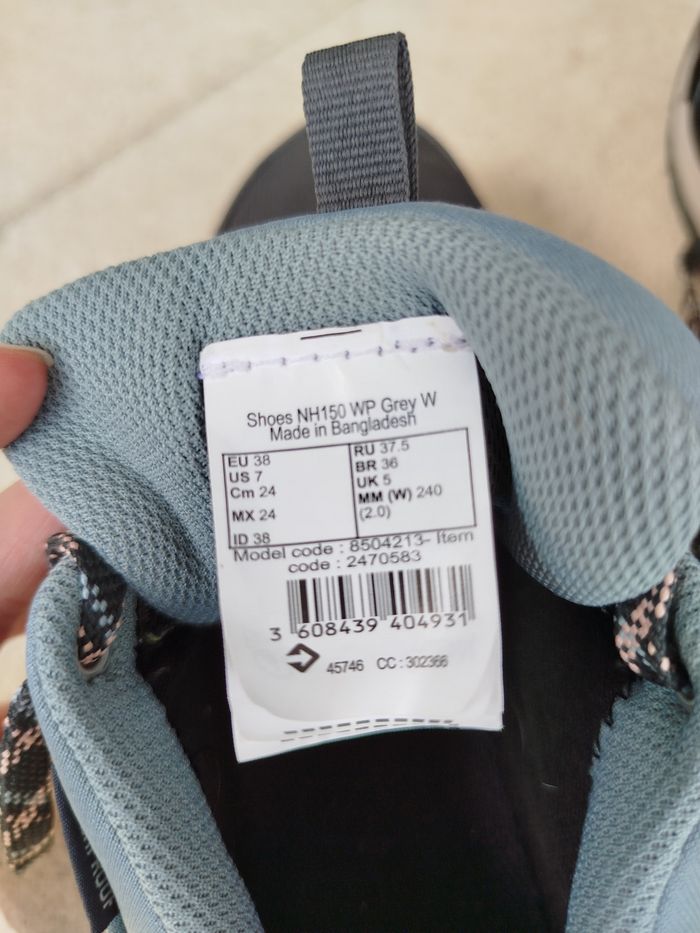 Shoes NH150 WP Grey W
Made in Bangladesh
EU 38
US 7
Cm 24
MX 24
ID 38
RU 37.5
BR 36
UK 5
MM (W) 240
(2.0)
Model code : 8504213- Item
code : 2470583
3 608439 404931
45746 CC : 302366